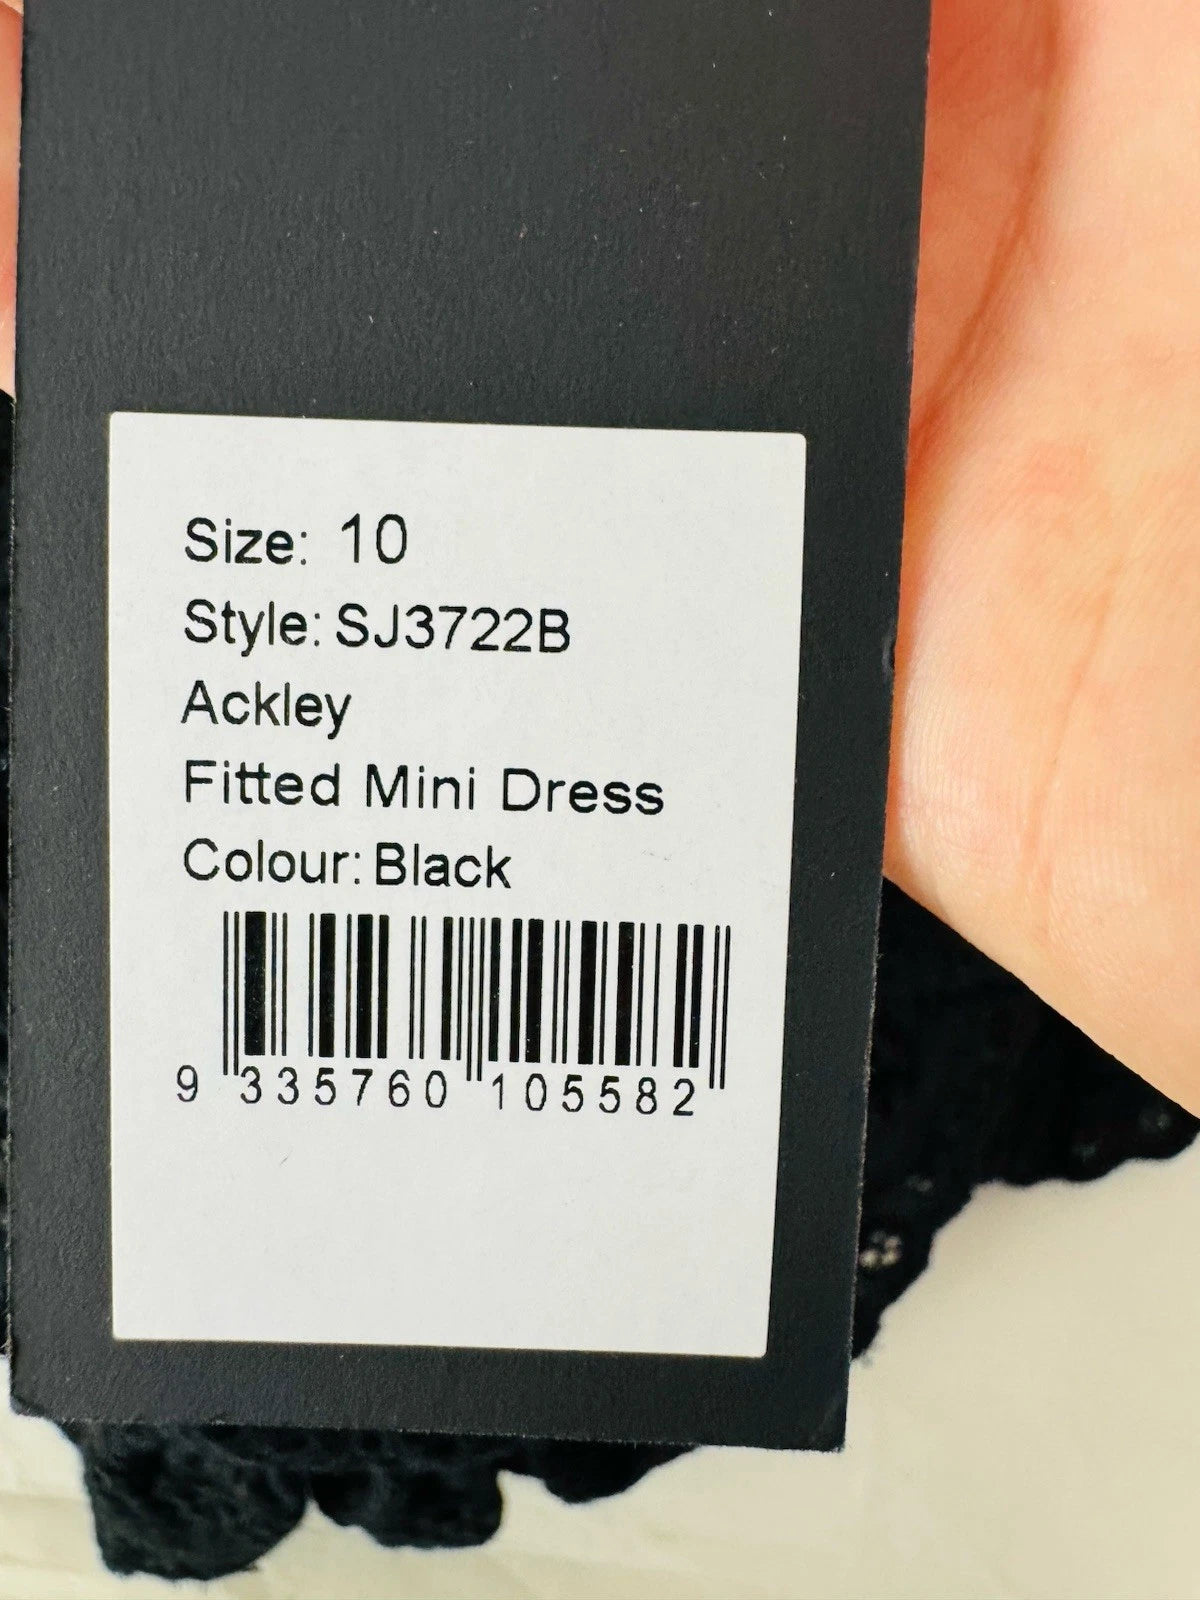 Size: 10
Style: SJ3722B
Ackley
Fitted Mini Dress
Colour: Black
9 335760 105582